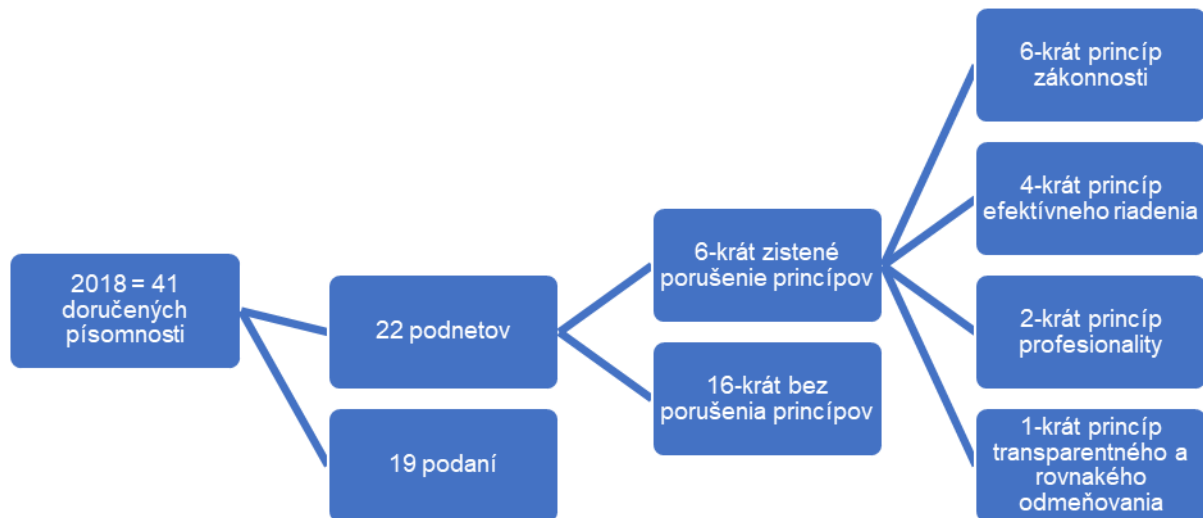 2018 = 41
doručených
písomnosti
22 podnetov
19 podaní
6-krát zistené
porušenie princípov
16-krát bez
porušenia princípov
6-krát princíp
zákonnosti
4-krát princíp
efektívneho riadenia
2-krát princíp
profesionality
1-krát princíp
transparentného a
rovnakého
odmeňovania